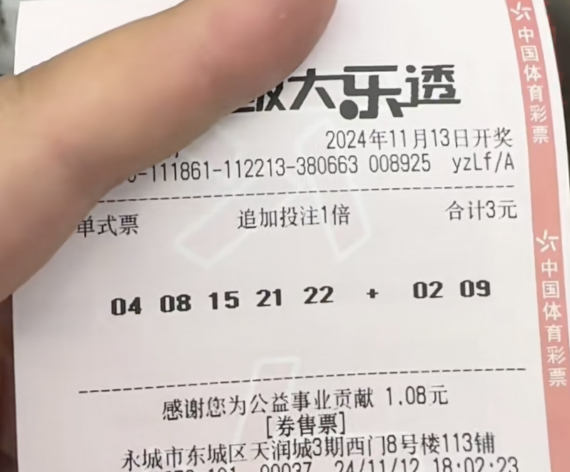 大乐透
2024年11月13日开奖
-111861-112213-380663 008925 yzLf/A
单式票 追加投注1倍 合计3元
04 08 15 21 22 + 02 09
感谢您为公益事业贡献 1.08元
[券售票]
永城市东城区天润城3期西门8号楼113铺
24/11/12 18:02:23
中国体育彩票
中国体育彩票